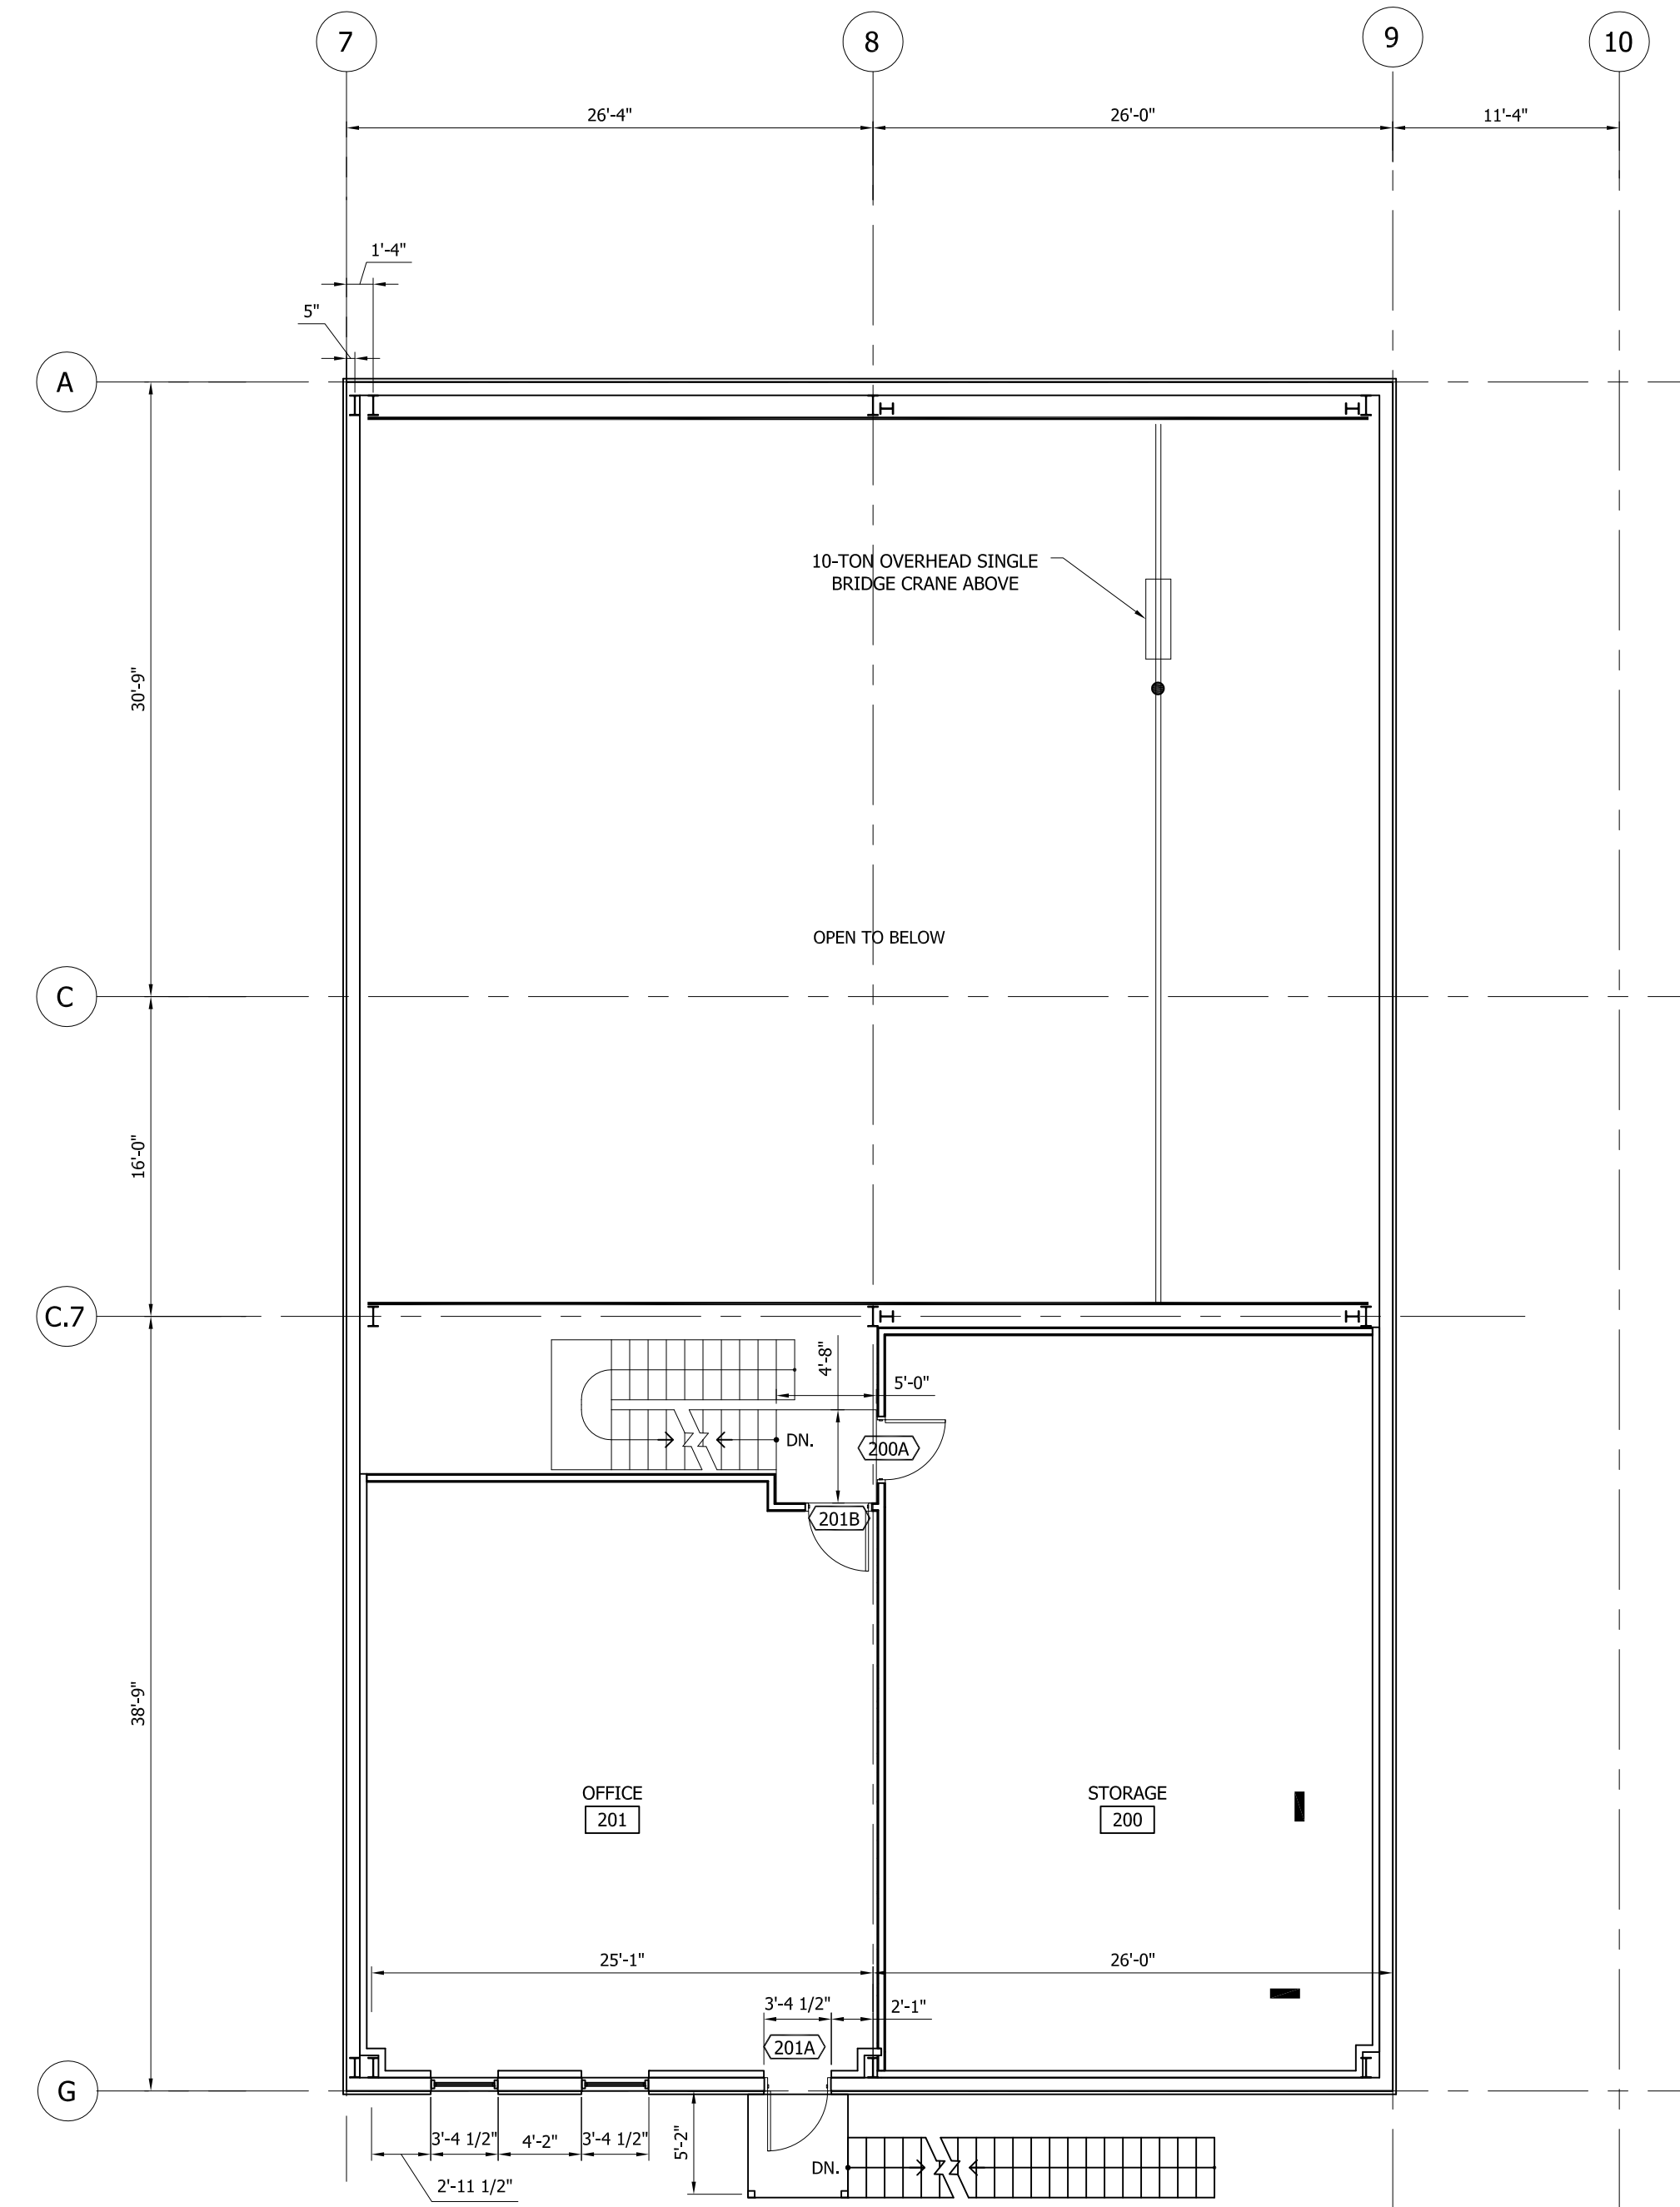 7
8
9
10
26'-4"
26'-0"
11'-4"
1'-4"
5"
A
10-TON OVERHEAD SINGLE
BRIDGE CRANE ABOVE
30'-9"
OPEN TO BELOW
C
16'-0"
C.7
4'-8"
5'-0"
DN.
200A
201B
38'-9"
OFFICE
201
STORAGE
200
25'-1"
26'-0"
3'-4 1/2"
2'-1"
201A
G
3'-4 1/2"
4'-2"
3'-4 1/2"
5'-2"
DN.
2'-11 1/2"